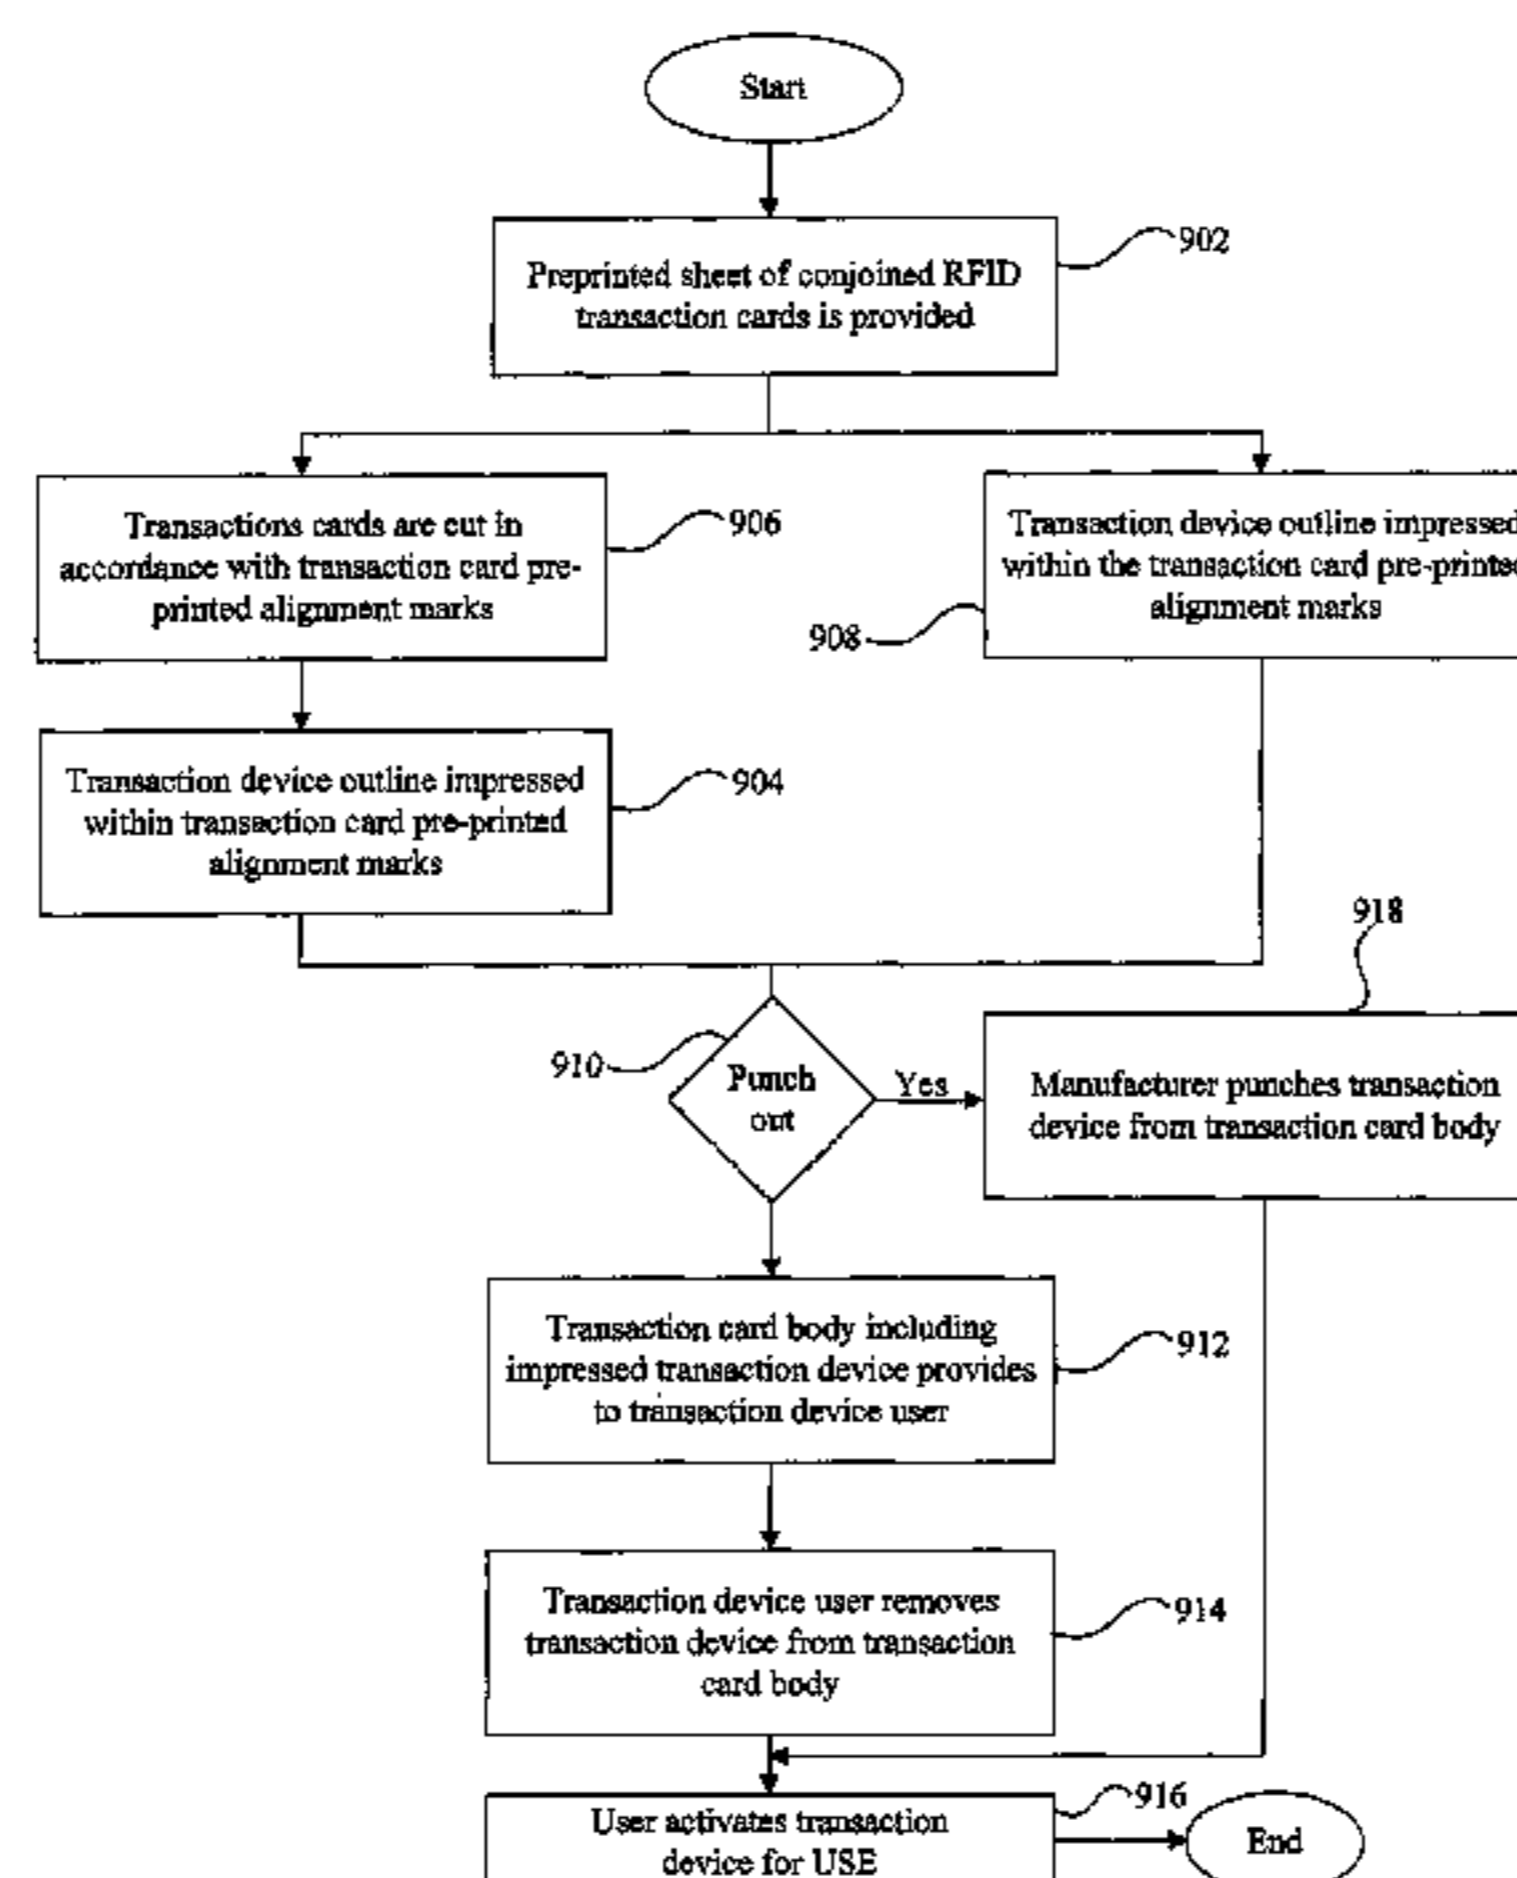 Start
902
Preprinted sheet of conjoined RFID
transaction cards is provided
Transactions cards are cut in
accordance with transaction card pre-
printed alignment marks
906
Transaction device outline impressed
within the transaction card pre-printed
alignment marks
908
Transaction device outline impressed
within transaction card pre-printed
alignment marks
904
918
910
Punch
out
Yes
Manufacturer punches transaction
device from transaction card body
Transaction card body including
impressed transaction device provides
to transaction device user
912
Transaction device user removes
transaction device from transaction
card body
914
User activates transaction
device for USE
916
End